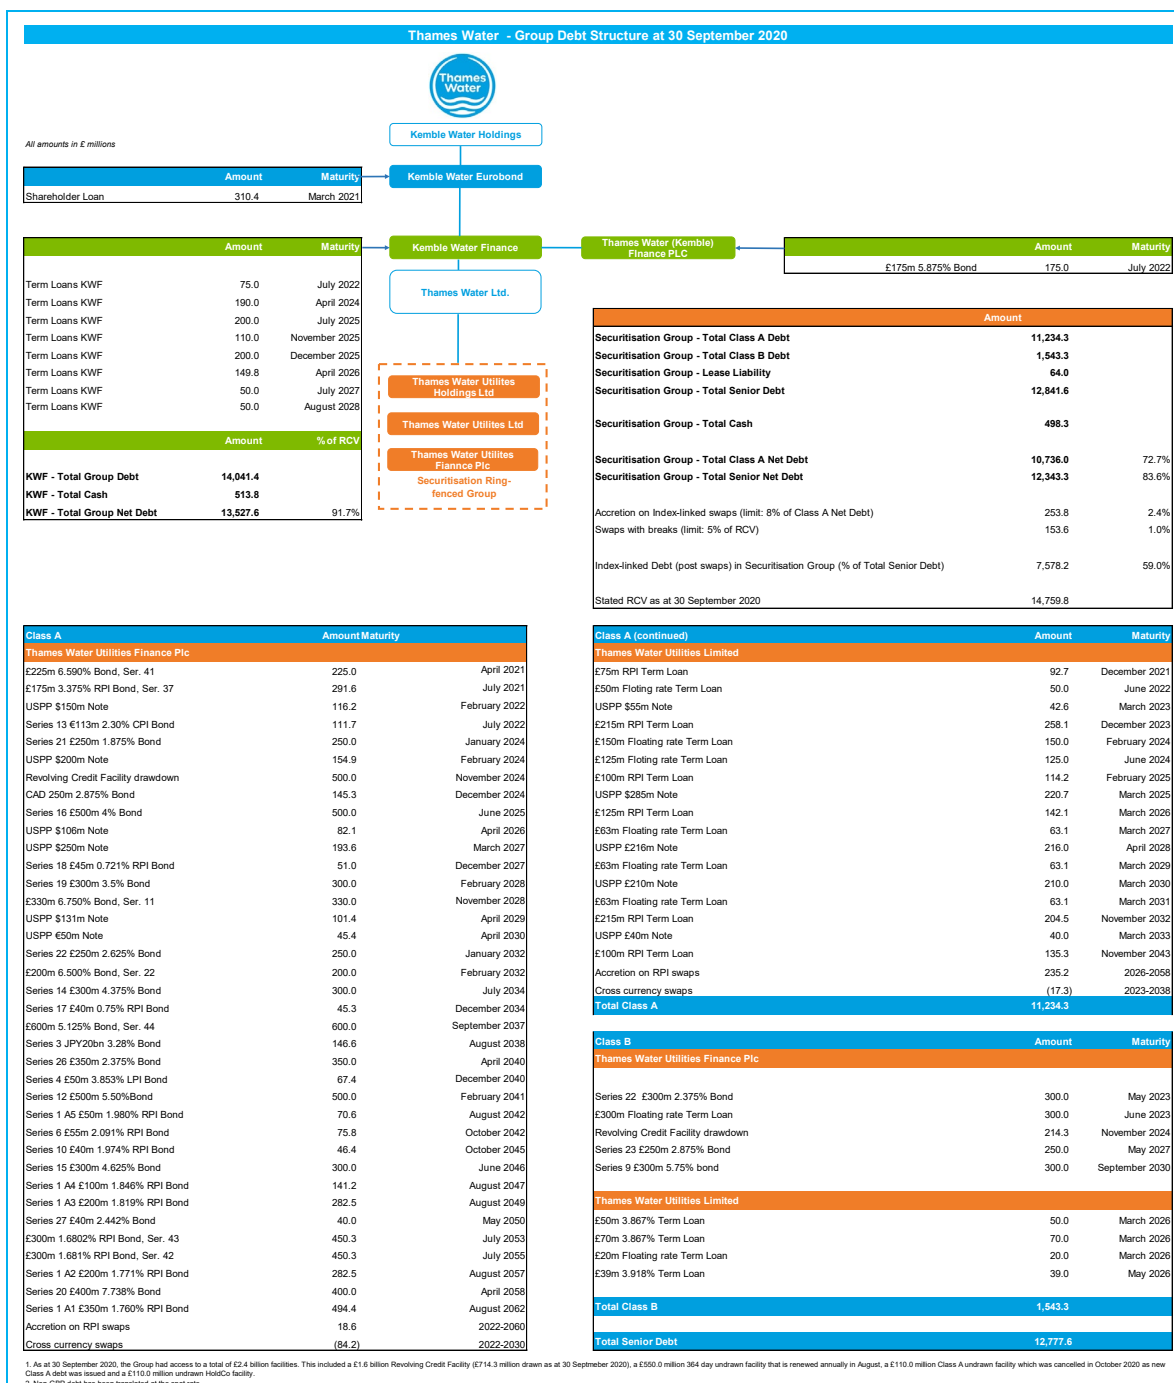 Thames Water - Group Debt Structure at 30 September 2020
Thames
Water
Kemble Water Holdings
All amounts in £ millions
Amount Maturity
Kemble Water Eurobond
Shareholder Loan 310.4 March 2021
Amount Maturity
Kemble Water Finance
Thames Water (Kemble)
Finance PLC
Amount Maturity
£175m 5.875% Bond 175.0 July 2022
Thames Water Ltd.
Term Loans KWF 75.0 July 2022
Term Loans KWF 190.0 April 2024
Term Loans KWF 200.0 July 2025
Term Loans KWF 110.0 November 2025
Term Loans KWF 200.0 December 2025
Term Loans KWF 149.8 April 2026
Term Loans KWF 50.0 July 2027
Term Loans KWF 50.0 August 2028
Amount % of RCV
KWF - Total Group Debt 14,041.4
KWF - Total Cash 513.8
KWF - Total Group Net Debt 13,527.6 91.7%
Thames Water Utilites
Holdings Ltd
Thames Water Utilites Ltd
Thames Water Utilites
Fiannce Plc
Securitisation Ring-
fenced Group
Amount
Securitisation Group - Total Class A Debt 11,234.3
Securitisation Group - Total Class B Debt 1,543.3
Securitisation Group - Lease Liability 64.0
Securitisation Group - Total Senior Debt 12,841.6
Securitisation Group - Total Cash 498.3
Securitisation Group - Total Class A Net Debt 10,736.0 72.7%
Securitisation Group - Total Senior Net Debt 12,343.3 83.6%
Accretion on Index-linked swaps (limit: 8% of Class A Net Debt) 253.8 2.4%
Swaps with breaks (limit: 5% of RCV) 153.6 1.0%
Index-linked Debt (post swaps) in Securitisation Group (% of Total Senior Debt) 7,578.2 59.0%
Stated RCV as at 30 September 2020 14,759.8
Class A Amount Maturity
Thames Water Utilities Finance Plc
£225m 6.590% Bond, Ser. 41 225.0 April 2021
£175m 3.375% RPI Bond, Ser. 37 291.6 July 2021
USPP $150m Note 116.2 February 2022
Series 13 €113m 2.30% CPI Bond 111.7 July 2022
Series 21 £250m 1.875% Bond 250.0 January 2024
USPP $200m Note 154.9 February 2024
Revolving Credit Facility drawdown 500.0 November 2024
CAD 250m 2.875% Bond 145.3 December 2024
Series 16 £500m 4% Bond 500.0 June 2025
USPP $106m Note 82.1 April 2026
USPP $250m Note 193.6 March 2027
Series 18 £45m 0.721% RPI Bond 51.0 December 2027
Series 19 £300m 3.5% Bond 300.0 February 2028
£330m 6.750% Bond, Ser. 11 330.0 November 2028
USPP $131m Note 101.4 April 2029
USPP €50m Note 45.4 April 2030
Series 22 £250m 2.625% Bond 250.0 January 2032
£200m 6.500% Bond, Ser. 22 200.0 February 2032
Series 14 £300m 4.375% Bond 300.0 July 2034
Series 17 £40m 0.75% RPI Bond 45.3 December 2034
£600m 5.125% Bond, Ser. 44 600.0 September 2037
Series 3 JPY20bn 3.28% Bond 146.6 August 2038
Series 26 £350m 2.375% Bond 350.0 April 2040
Series 4 £50m 3.853% LPI Bond 67.4 December 2040
Series 12 £500m 5.50%Bond 500.0 February 2041
Series 1 A5 £50m 1.980% RPI Bond 70.6 August 2042
Series 6 £55m 2.091% RPI Bond 75.8 October 2042
Series 10 £40m 1.974% RPI Bond 46.4 October 2045
Series 15 £300m 4.625% Bond 300.0 June 2046
Series 1 A4 £100m 1.846% RPI Bond 141.2 August 2047
Series 1 A3 £200m 1.819% RPI Bond 282.5 August 2049
Series 27 £40m 2.442% Bond 40.0 May 2050
£300m 1.6802% RPI Bond, Ser. 43 450.3 July 2053
£300m 1.681% RPI Bond, Ser. 42 450.3 July 2055
Series 1 A2 £200m 1.771% RPI Bond 282.5 August 2057
Series 20 £400m 7.738% Bond 400.0 April 2058
Series 1 A1 £350m 1.760% RPI Bond 494.4 August 2062
Accretion on RPI swaps 18.6 2022-2060
Cross currency swaps (84.2) 2022-2030
Class A (continued) Amount Maturity
Thames Water Utilities Limited
£75m RPI Term Loan 92.7 December 2021
£50m Floting rate Term Loan 50.0 June 2022
USPP $55m Note 42.6 March 2023
£215m RPI Term Loan 258.1 December 2023
£150m Floating rate Term Loan 150.0 February 2024
£125m Floting rate Term Loan 125.0 June 2024
£100m RPI Term Loan 114.2 February 2025
USPP $285m Note 220.7 March 2025
£125m RPI Term Loan 142.1 March 2026
£63m Floating rate Term Loan 63.1 March 2027
USPP £216m Note 216.0 April 2028
£63m Floating rate Term Loan 63.1 March 2029
USPP £210m Note 210.0 March 2030
£63m Floating rate Term Loan 63.1 March 2031
£215m RPI Term Loan 204.5 November 2032
USPP £40m Note 40.0 March 2033
£100m RPI Term Loan 135.3 November 2043
Accretion on RPI swaps 235.2 2026-2058
Cross currency swaps (17.3) 2023-2038
Total Class A 11,234.3
Class B Amount Maturity
Thames Water Utilities Finance Plc
Series 22 £300m 2.375% Bond 300.0 May 2023
£300m Floating rate Term Loan 300.0 June 2023
Revolving Credit Facility drawdown 214.3 November 2024
Series 23 £250m 2.875% Bond 250.0 May 2027
Series 9 £300m 5.75% bond 300.0 September 2030
Thames Water Utilities Limited
£50m 3.867% Term Loan 50.0 March 2026
£70m 3.867% Term Loan 70.0 March 2026
£20m Floating rate Term Loan 20.0 March 2026
£39m 3.918% Term Loan 39.0 May 2026
Total Class B 1,543.3
Total Senior Debt 12,777.6
1. As at 30 September 2020, the Group had access to a total of £2.4 billion facilities. This included a £1.6 billion Revolving Credit Facility (£714.3 million drawn as at 30 Septmeber 2020), a £550.0 million 364 day undrawn facility that is renewed annually in August, a £110.0 million Class A undrawn facility which was cancelled in October 2020 as new
Class A debt was issued and a £110.0 million undrawn HoldCo facility.